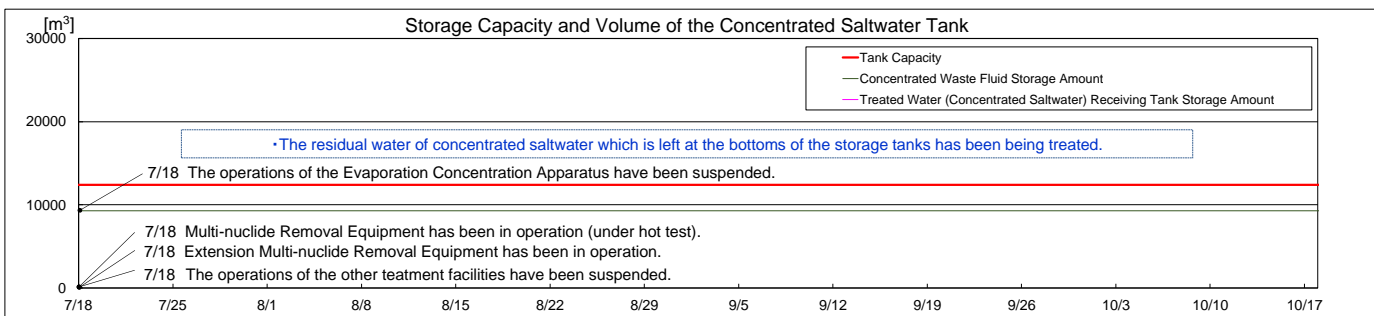 Storage Capacity and Volume of the Concentrated Saltwater Tank
[m3]
30000
Tank Capacity
Concentrated Waste Fluid Storage Amount
Treated Water (Concentrated Saltwater) Receiving Tank Storage Amount
20000
・The residual water of concentrated saltwater which is left at the bottoms of the storage tanks has been being treated.
7/18 The operations of the Evaporation Concentration Apparatus have been suspended.
10000
7/18 Multi-nuclide Removal Equipment has been in operation (under hot test).
7/18 Extension Multi-nuclide Removal Equipment has been in operation.
7/18 The operations of the other teatment facilities have been suspended.
0
7/18 7/25 8/1 8/8 8/15 8/22 8/29 9/5 9/12 9/19 9/26 10/3 10/10 10/17